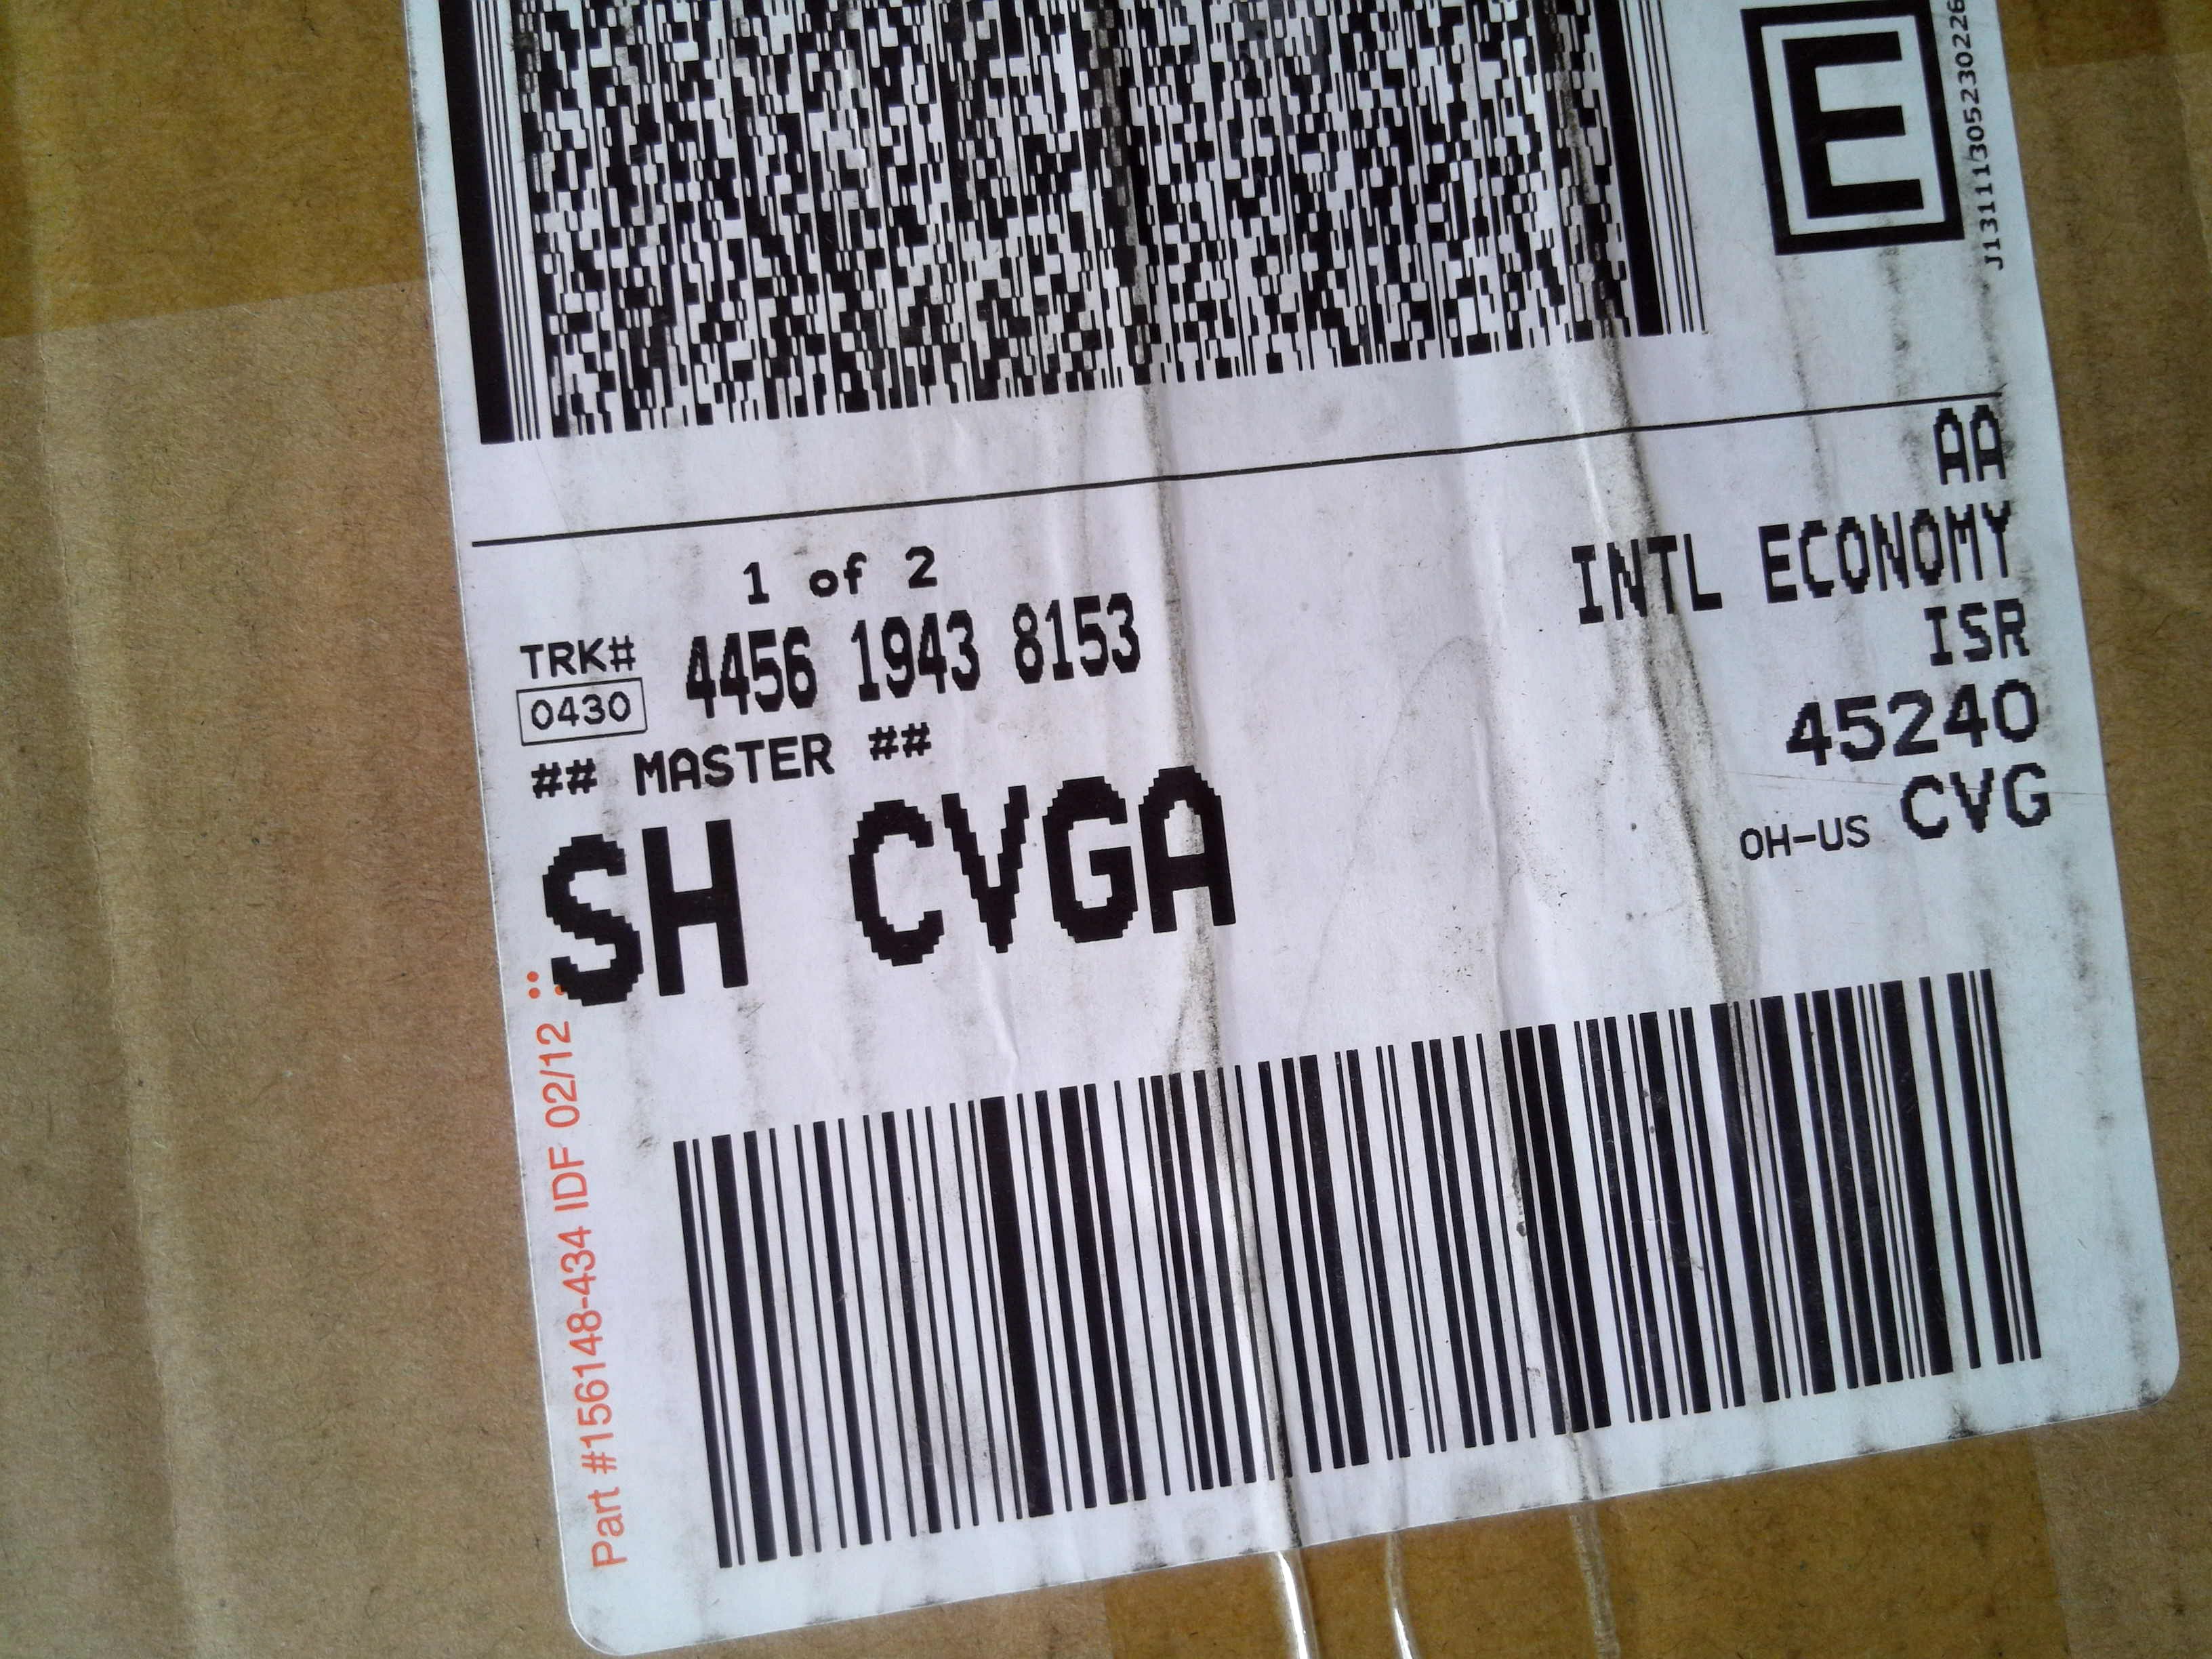 E
J13111305230226
AA
1 of 2
INTL ECONOMY
TRK# 4456 1943 8153
ISR
0430
45240
## MASTER ##
OH-US CVG
SH CVGA
Part #156148-434 IDF 02/12